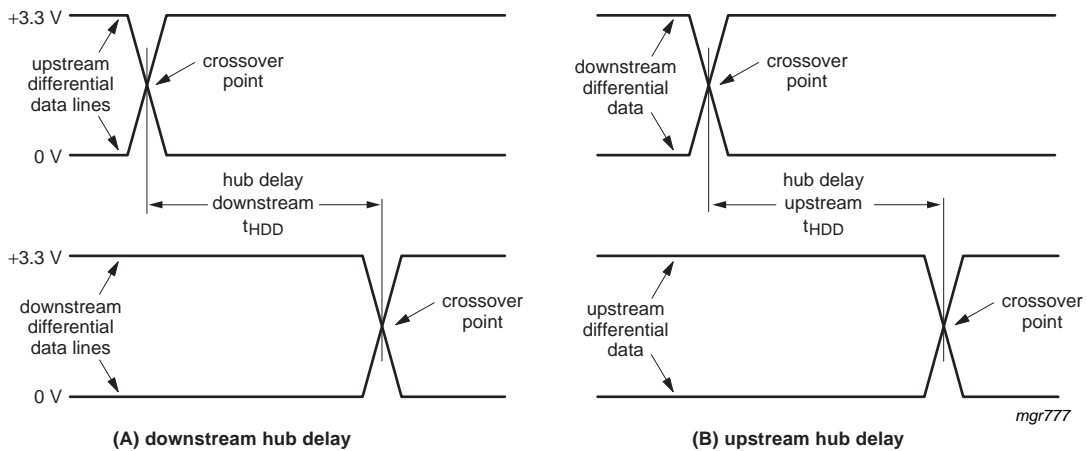 +3.3 V
upstream
differential
data lines
crossover
point
0 V
hub delay
downstream
tHDD
+3.3 V
downstream
differential
data lines
crossover
point
0 V
(A) downstream hub delay
downstream
differential
data
crossover
point
hub delay
upstream
tHDD
upstream
differential
data
crossover
point
mgr777
(B) upstream hub delay